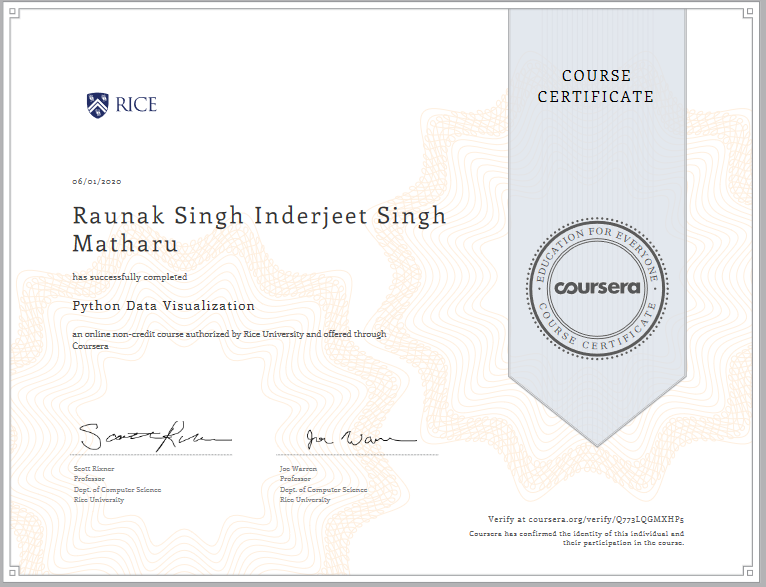 RICE
COURSE
CERTIFICATE
06/01/2020
Raunak Singh Inderjeet Singh
Matharu
has successfully completed
Python Data Visualization
an online non-credit course authorized by Rice University and offered through
Coursera
EDUCATION FOR EVERYONE
coursera
COURSE CERTIFICATE
Scott Rixner
Professor
Dept. of Computer Science
Rice University
Joe Warren
Professor
Dept. of Computer Science
Rice University
Verify at coursera.org/verify/Q773LQGMXHP5
Coursera has confirmed the identity of this individual and
their participation in the course.